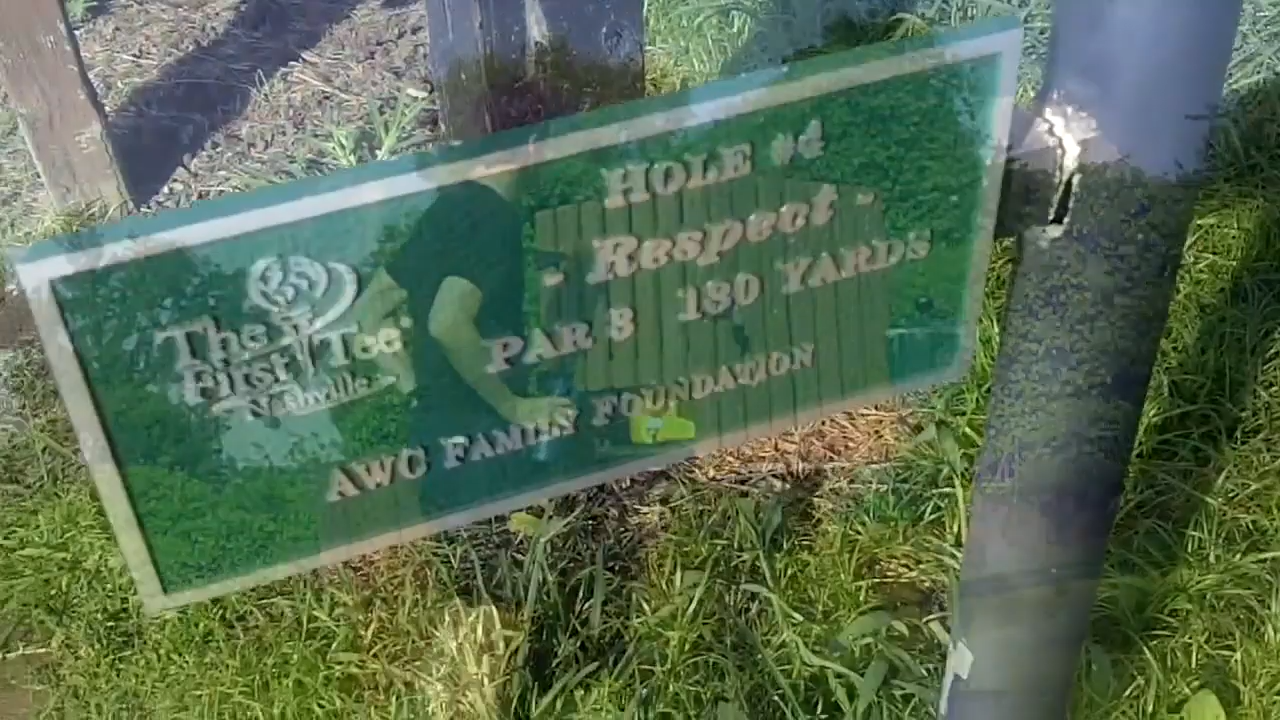 The
First Tee
Nashville
HOLE #4
- Respect -
PAR 3 180 YARDS
AWC FAMILY FOUNDATION